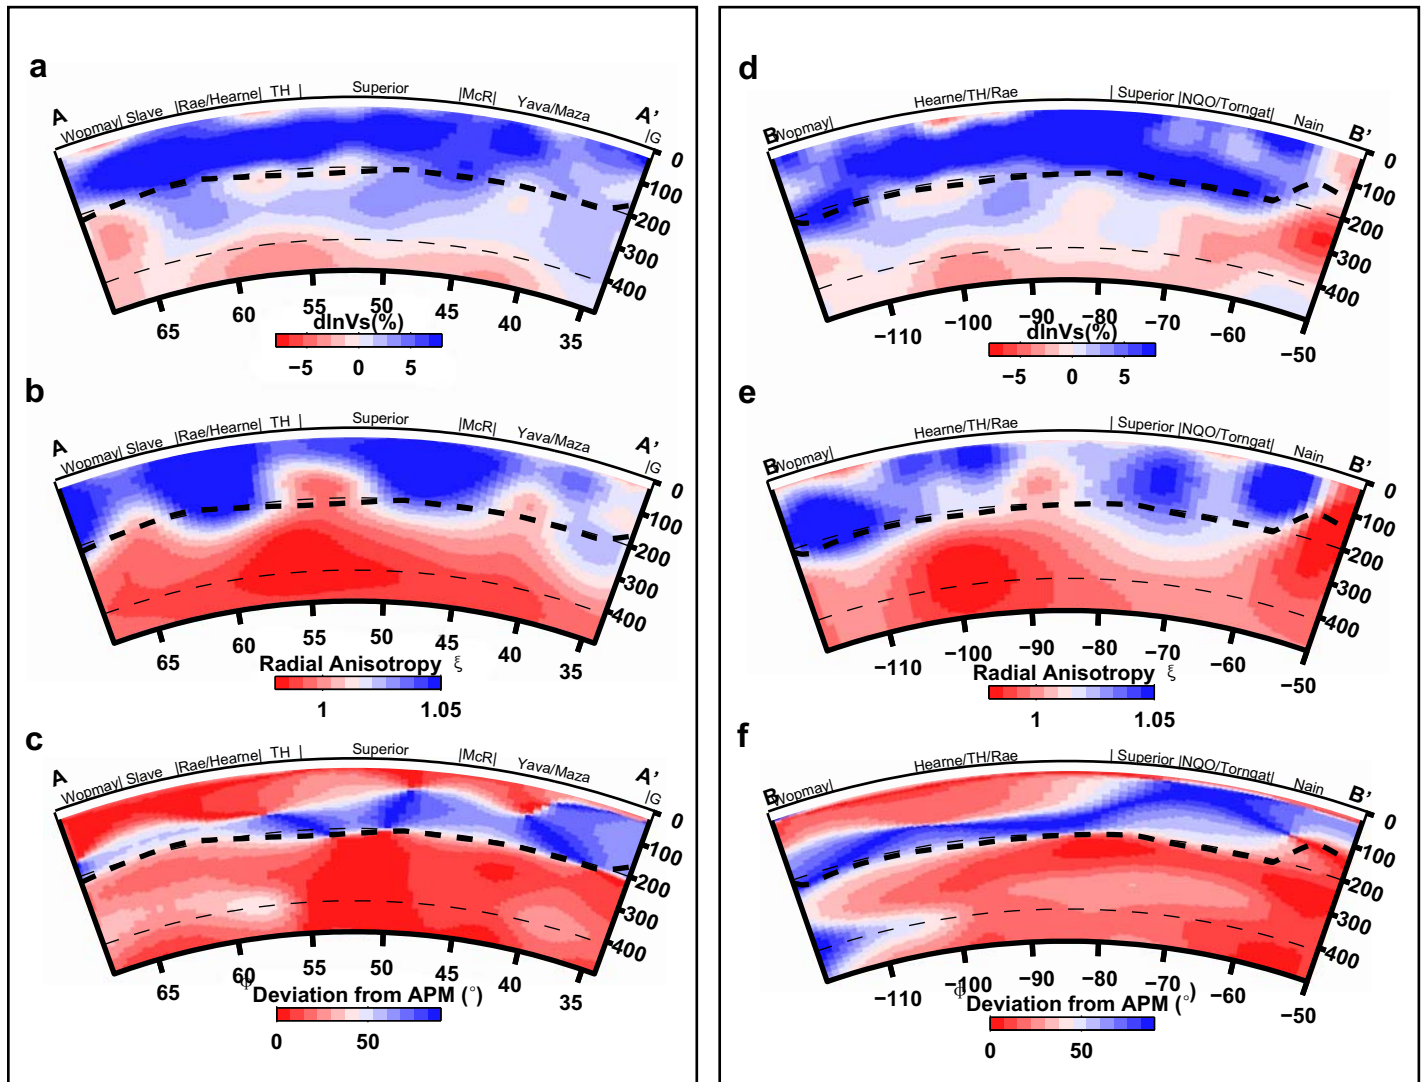 a
Wopmay| Slave |Rae/Hearne| TH | Superior |McR| Yava/Maza |G
A A'
0
100
200
300
400
65 60 55 50 45 40 35
dlnVs(%)
−5 0 5
b
Wopmay| Slave |Rae/Hearne| TH | Superior |McR| Yava/Maza |G
A A'
0
100
200
300
400
65 60 55 50 45 40 35
Radial Anisotropy ξ
1 1.05
c
Wopmay| Slave |Rae/Hearne| TH | Superior |McR| Yava/Maza |G
A A'
0
100
200
300
400
65 60 55 50 45 40 35
Φ Deviation from APM (°)
0 50
d
Wopmay| Hearne/TH/Rae | Superior |NQO/Torngat| Nain
B B'
0
100
200
300
400
−110 −100 −90 −80 −70 −60 −50
dlnVs(%)
−5 0 5
e
Wopmay| Hearne/TH/Rae | Superior |NQO/Torngat| Nain
B B'
0
100
200
300
400
−110 −100 −90 −80 −70 −60 −50
Radial Anisotropy ξ
1 1.05
f
Wopmay| Hearne/TH/Rae | Superior |NQO/Torngat| Nain
B B'
0
100
200
300
400
−110 −100 −90 −80 −70 −60 −50
Φ Deviation from APM (°)
0 50